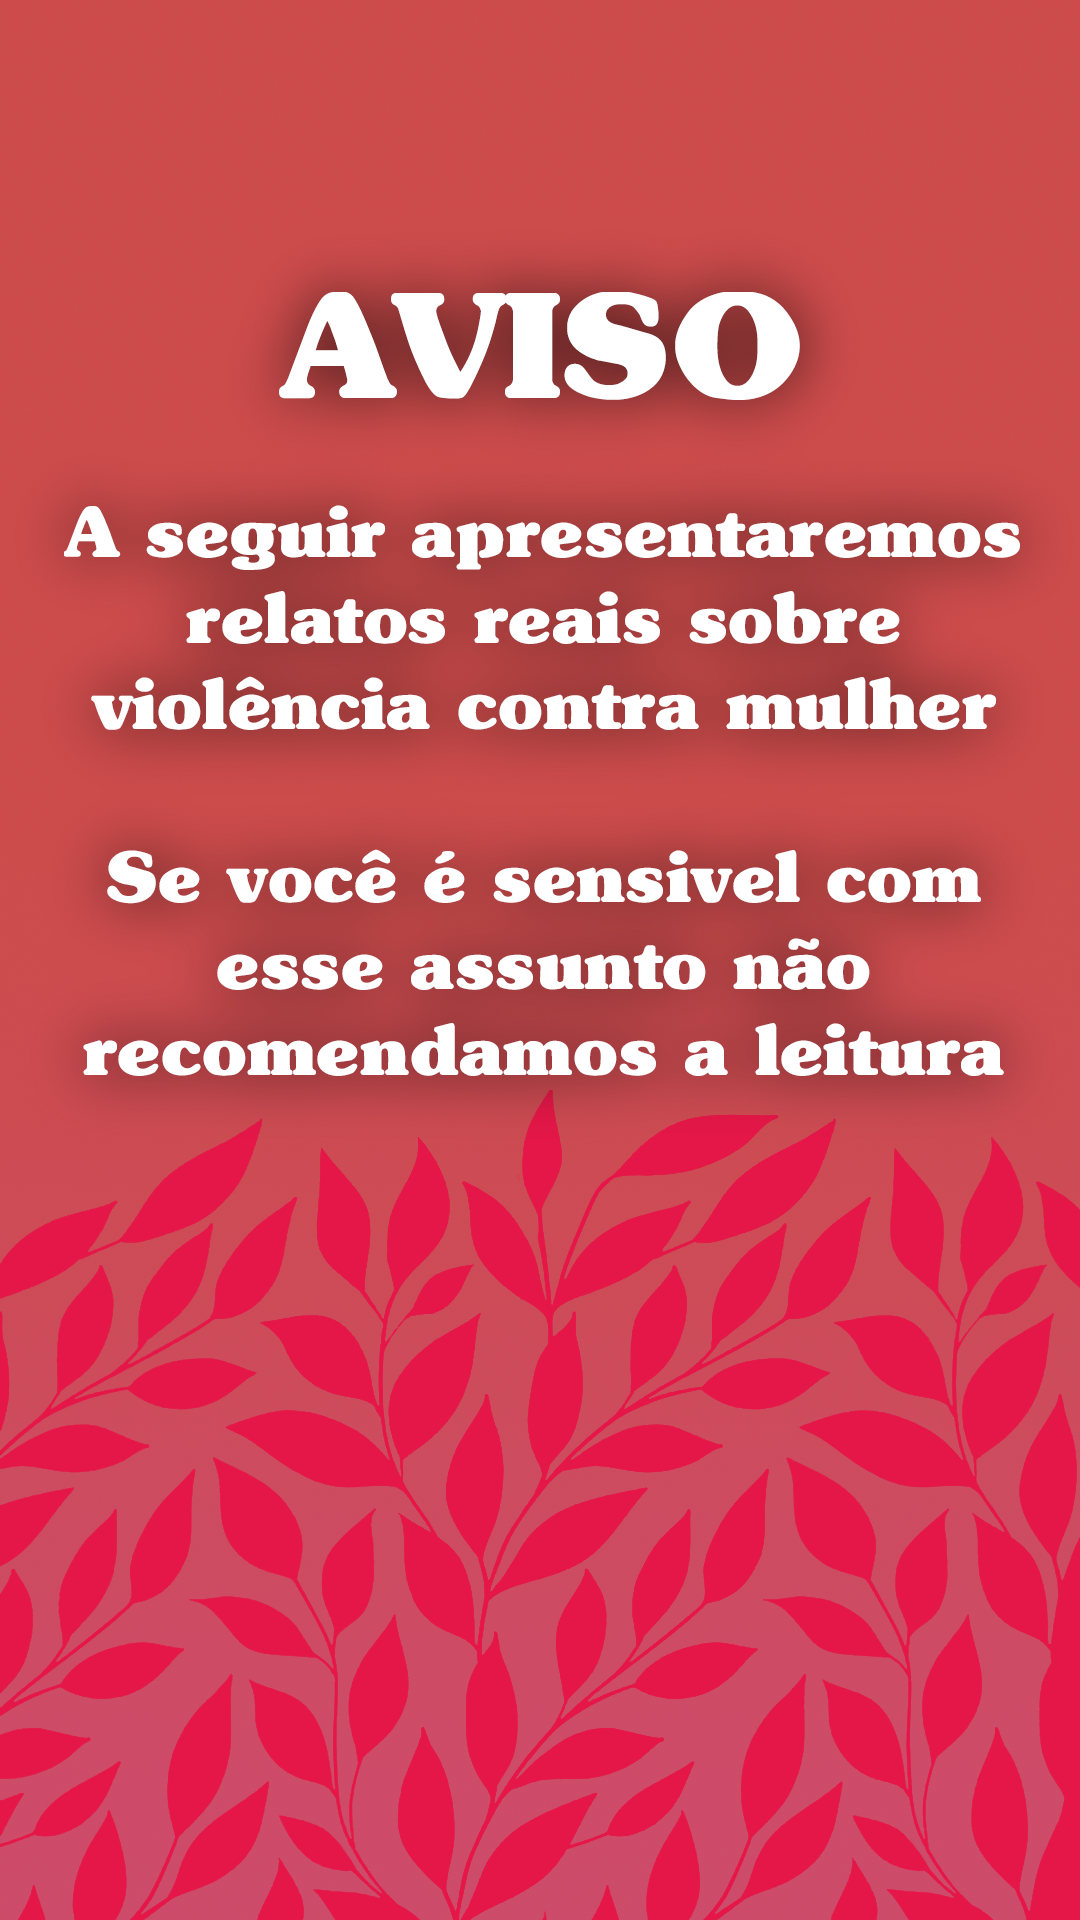 AVISO
A seguir apresentaremos
relatos reais sobre
violência contra mulher
Se você é sensivel com
esse assunto não
recomendamos a leitura